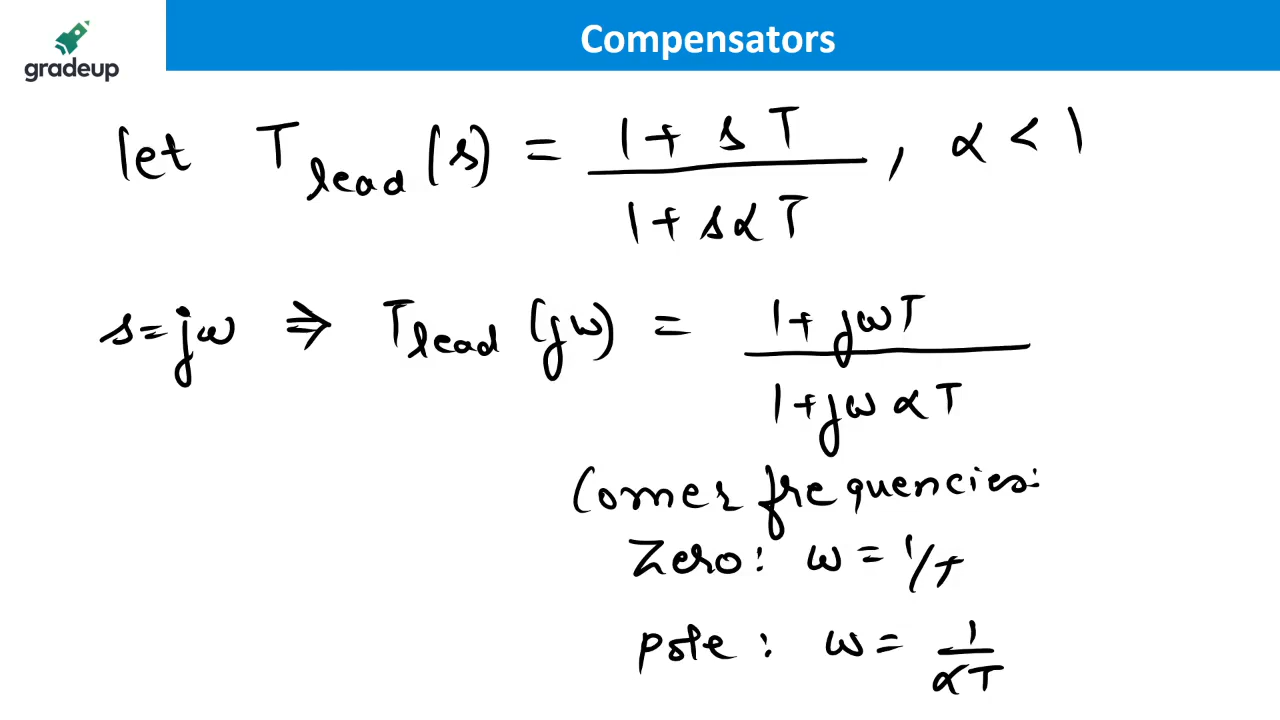 Compensators
gradeup
let T_lead(s) = (1 + sT) / (1 + sαT), α < 1
s=jω ⇒ T_lead(jω) = (1+jωT) / (1+jωαT)
Corner frequencies:
Zero: ω = 1/T
pole: ω = 1/αT